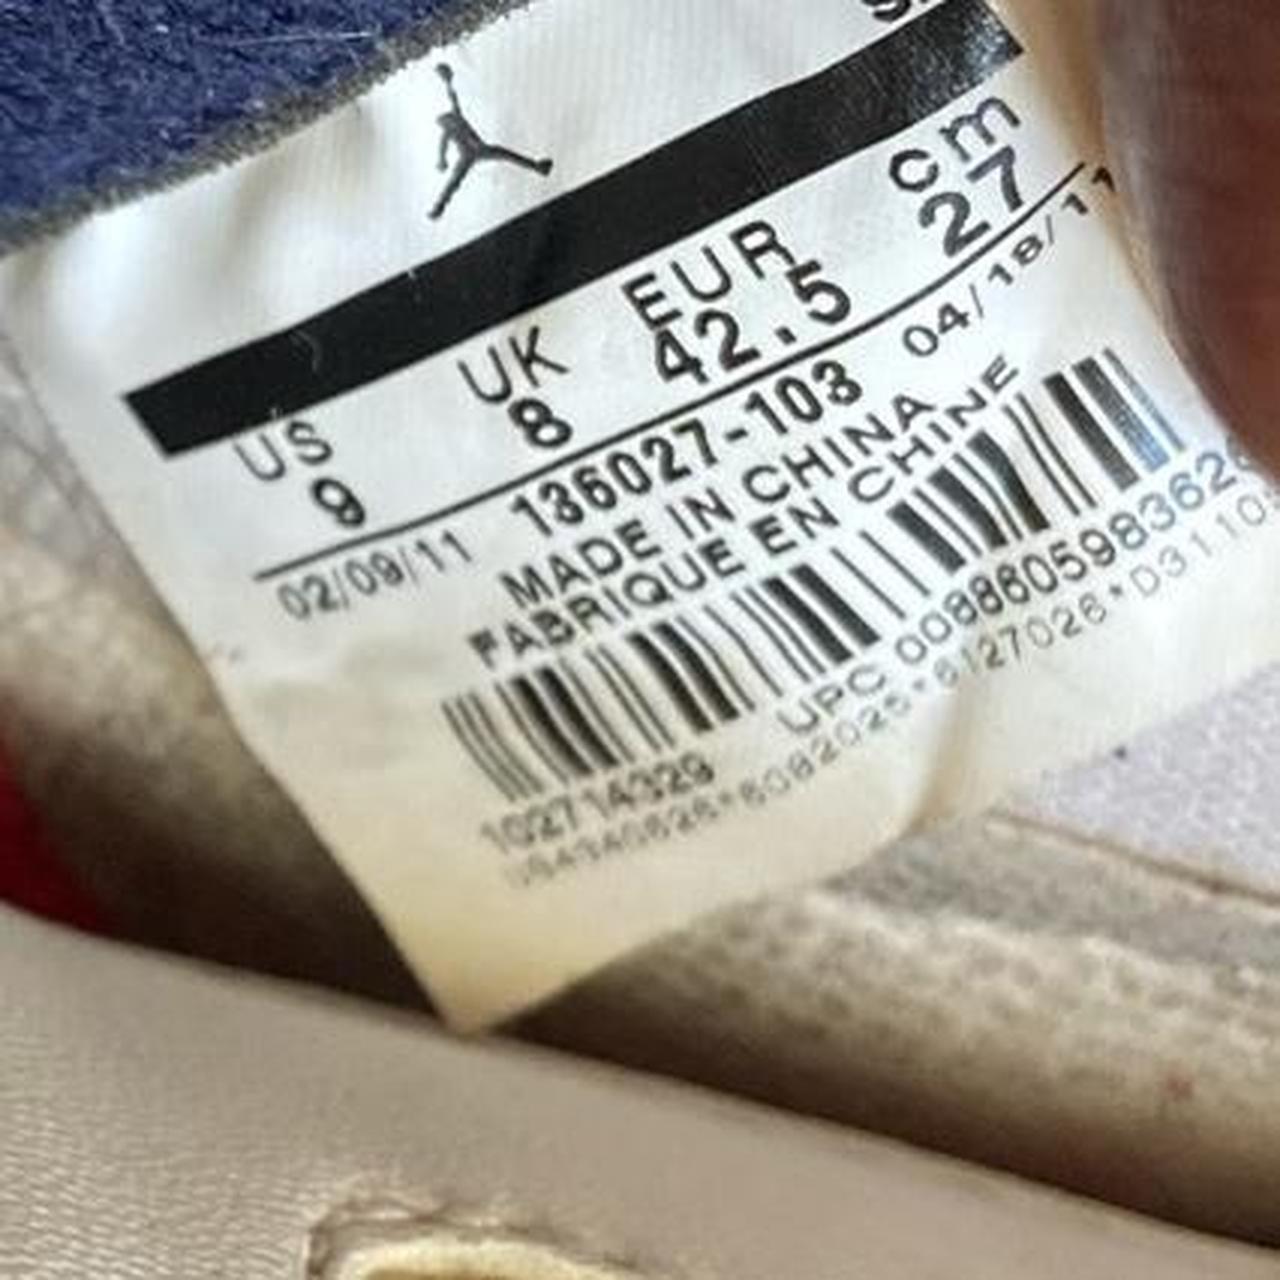 US UK EUR cm
9 8 42.5 27
02/09/11 136027-103 04/18/11
MADE IN CHINA
FABRIQUE EN CHINE
102714329 UPC